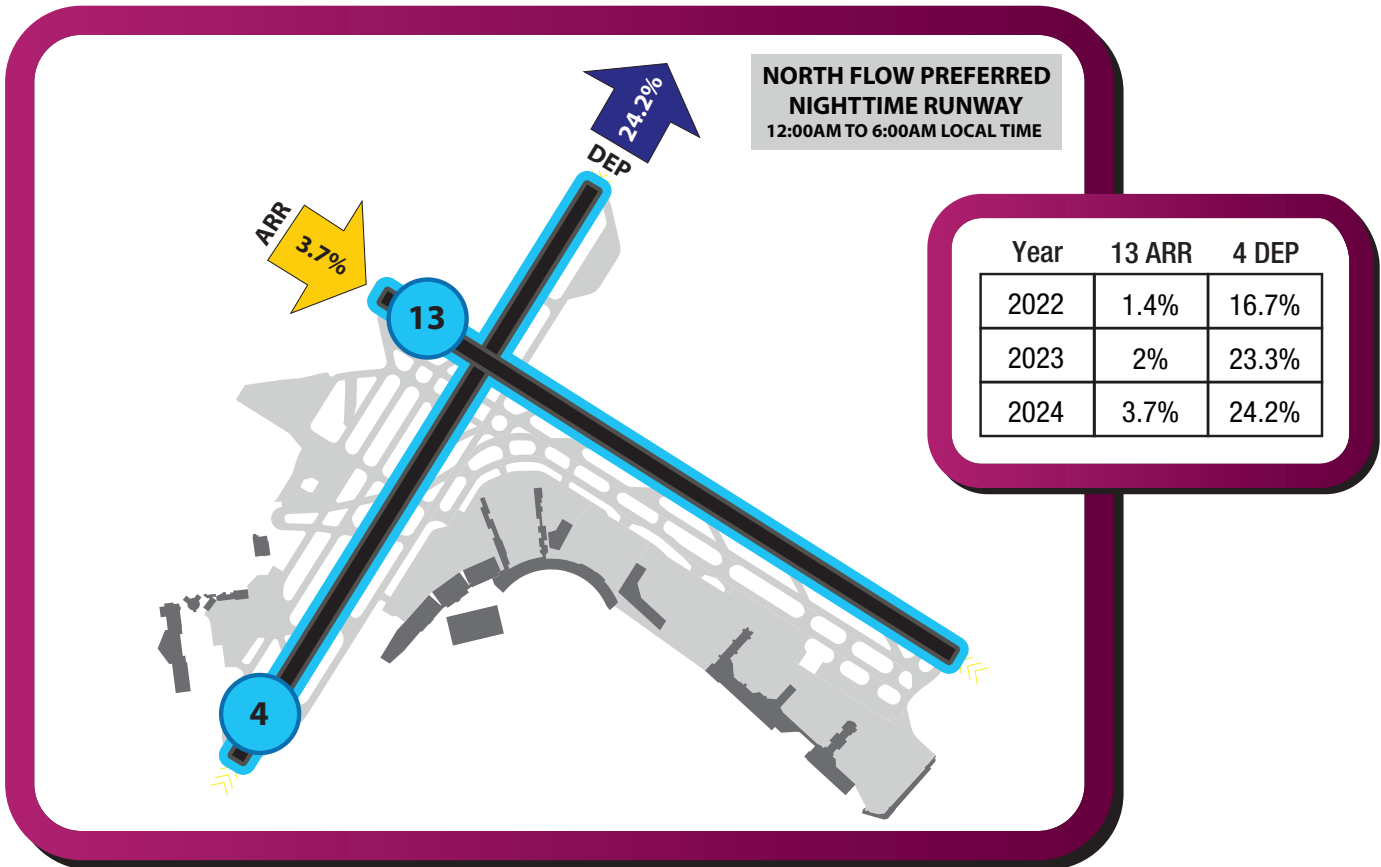 NORTH FLOW PREFERRED
NIGHTTIME RUNWAY
12:00AM TO 6:00AM LOCAL TIME
24.2%
DEP
ARR
3.7%
13
4
Year 13 ARR 4 DEP
2022 1.4% 16.7%
2023 2% 23.3%
2024 3.7% 24.2%